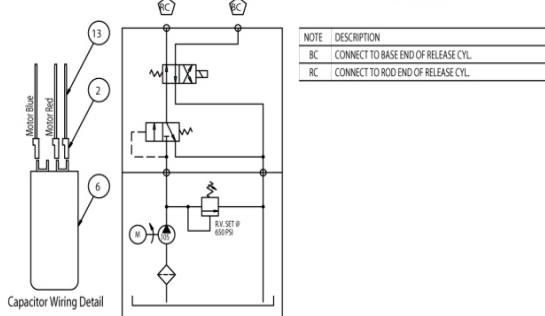 RC
BC
NOTE DESCRIPTION
BC CONNECT TO BASE END OF RELEASE CYL.
RC CONNECT TO ROD END OF RELEASE CYL.
13
2
Motor Blue
Motor Red
6
R.V. SET @
650 PSI
M
Capacitor Wiring Detail